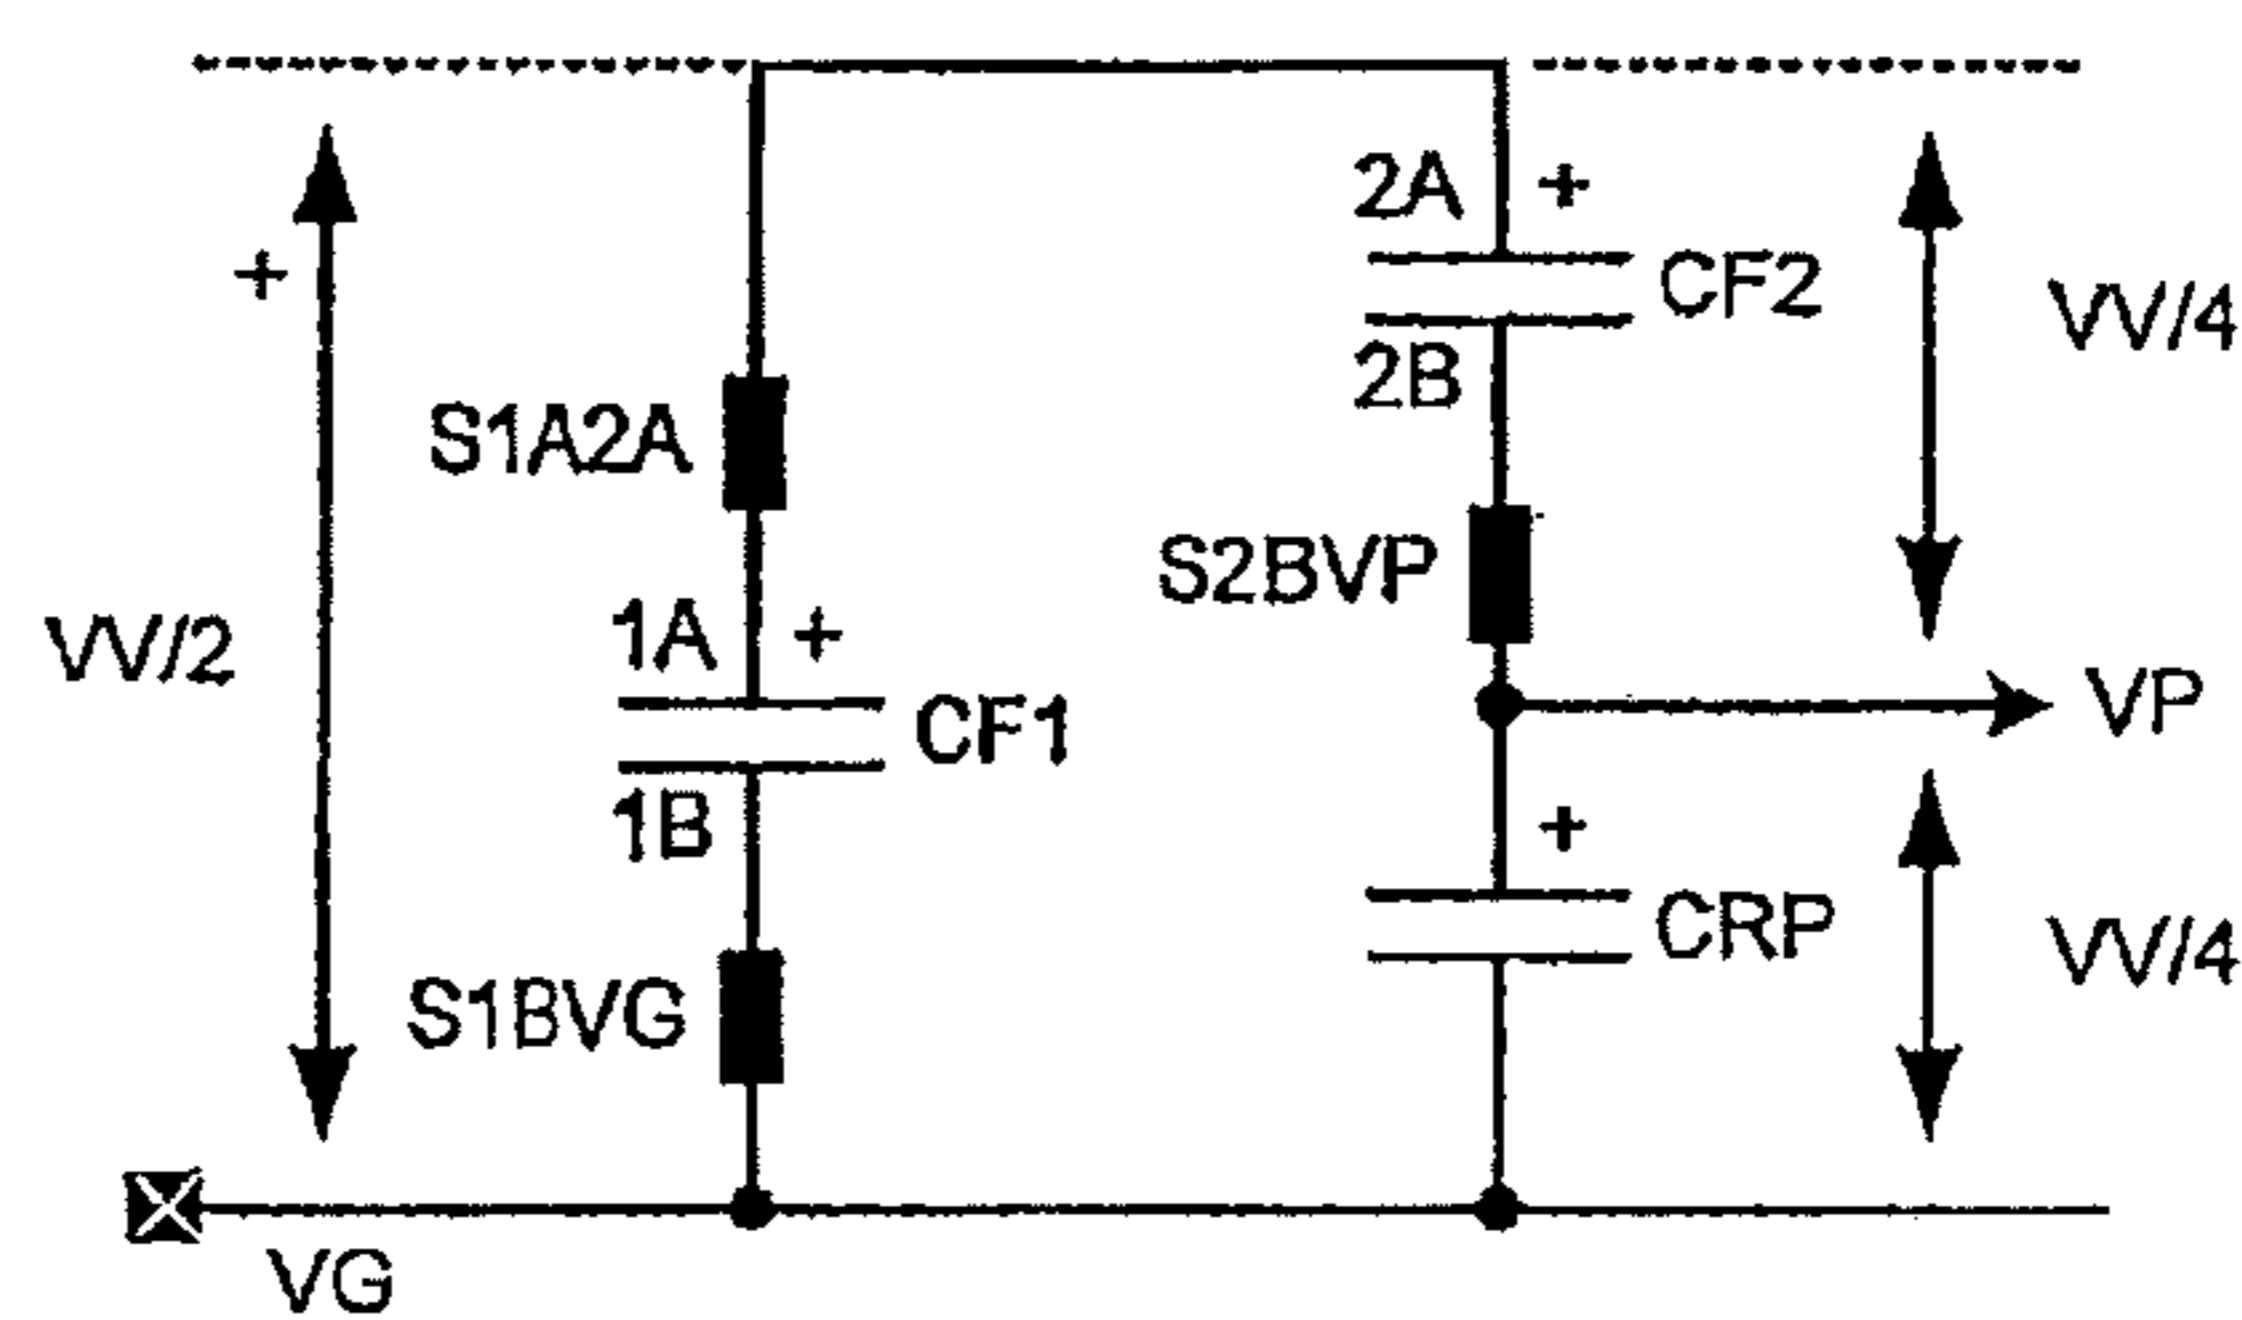 2A +
+ CF2 VV/4
2B
S1A2A
S2BVP
1A +
VV/2
VP
CF1
1B +
CRP VV/4
S1BVG
VG